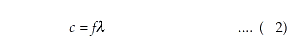 c = fλ .... ( 2)